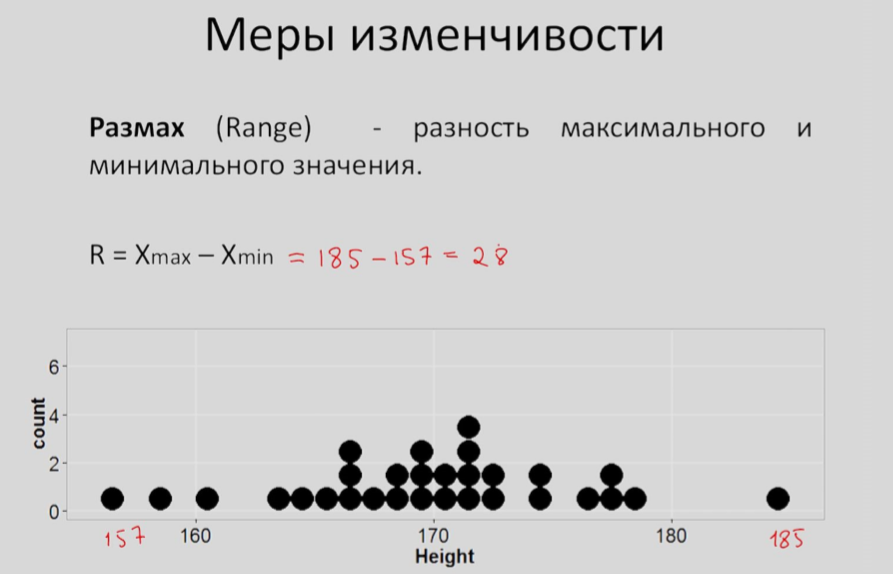 Меры изменчивости
Размах (Range) - разность максимального и
минимального значения.
R = Xmax – Xmin = 185 – 157 = 28
6
4
2
0
count
157 160 170 180 185
Height